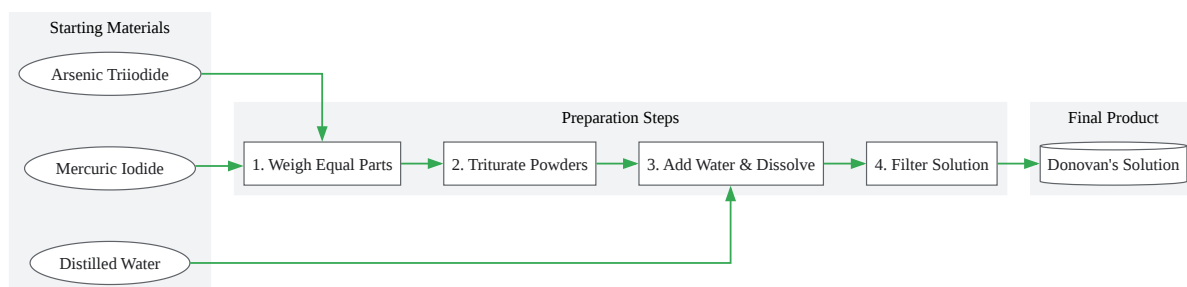 Starting Materials
Arsenic Triiodide
Mercuric Iodide
Distilled Water
Preparation Steps
1. Weigh Equal Parts
2. Triturate Powders
3. Add Water & Dissolve
4. Filter Solution
Final Product
Donovan's Solution